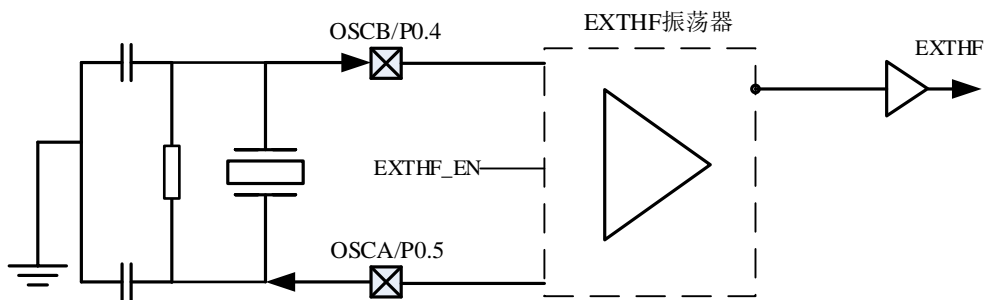 EXTHF振荡器
OSCB/P0.4
EXTHF
EXTHF_EN
OSCA/P0.5